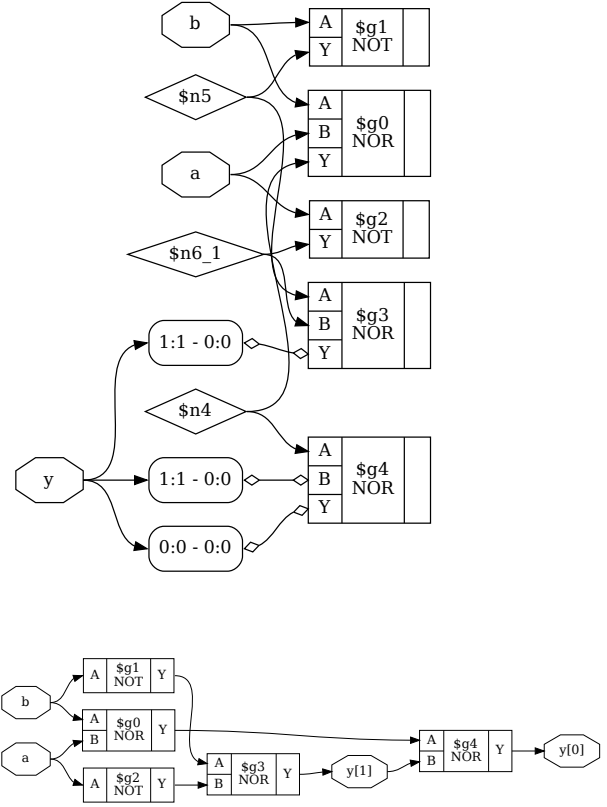 b
A
Y
$g1
NOT
$n5
A
B
Y
$g0
NOR
a
A
Y
$g2
NOT
$n6_1
A
B
Y
$g3
NOR
1:1 - 0:0
$n4
A
B
Y
$g4
NOR
y
1:1 - 0:0
0:0 - 0:0
b
A
$g1
NOT
Y
A
B
$g0
NOR
Y
a
A
$g2
NOT
Y
A
B
$g3
NOR
Y
y[1]
A
B
$g4
NOR
Y
y[0]